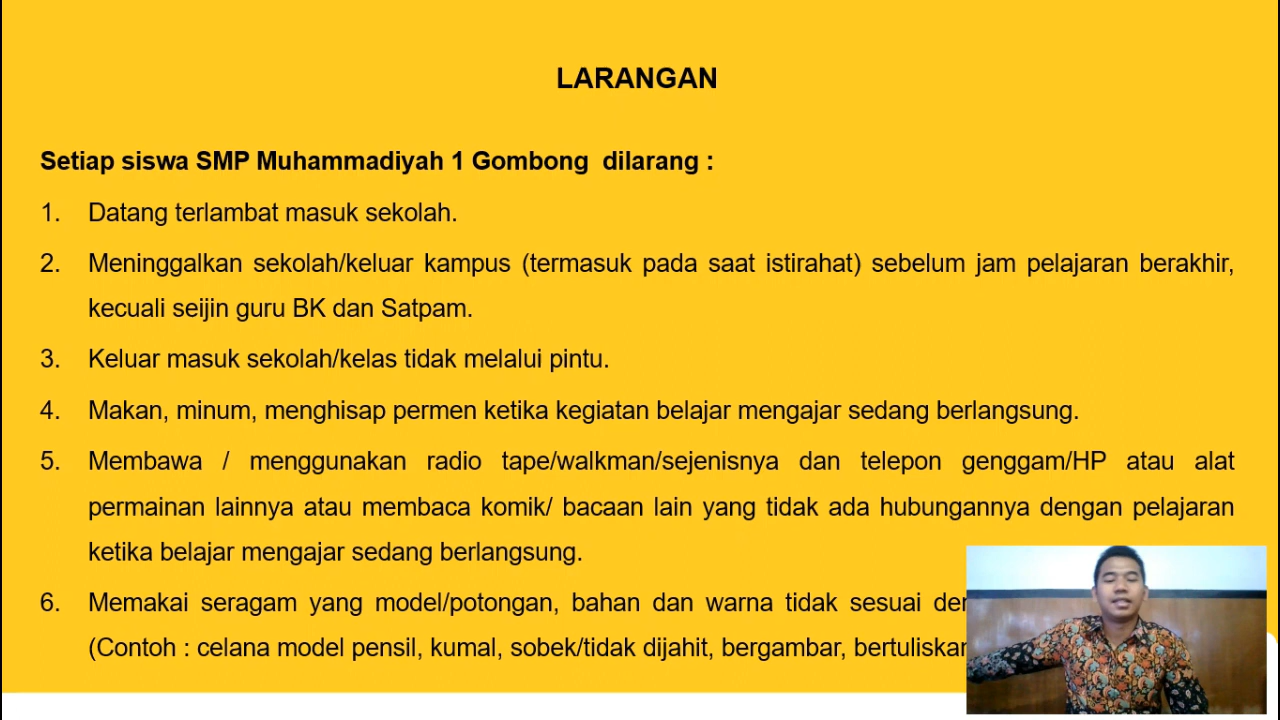 LARANGAN
Setiap siswa SMP Muhammadiyah 1 Gombong dilarang :
1. Datang terlambat masuk sekolah.
2. Meninggalkan sekolah/keluar kampus (termasuk pada saat istirahat) sebelum jam pelajaran berakhir,
kecuali seijin guru BK dan Satpam.
3. Keluar masuk sekolah/kelas tidak melalui pintu.
4. Makan, minum, menghisap permen ketika kegiatan belajar mengajar sedang berlangsung.
5. Membawa / menggunakan radio tape/walkman/sejenisnya dan telepon genggam/HP atau alat
permainan lainnya atau membaca komik/ bacaan lain yang tidak ada hubungannya dengan pelajaran
ketika belajar mengajar sedang berlangsung.
6. Memakai seragam yang model/potongan, bahan dan warna tidak sesuai
(Contoh : celana model pensil, kumal, sobek/tidak dijahit, bergambar,